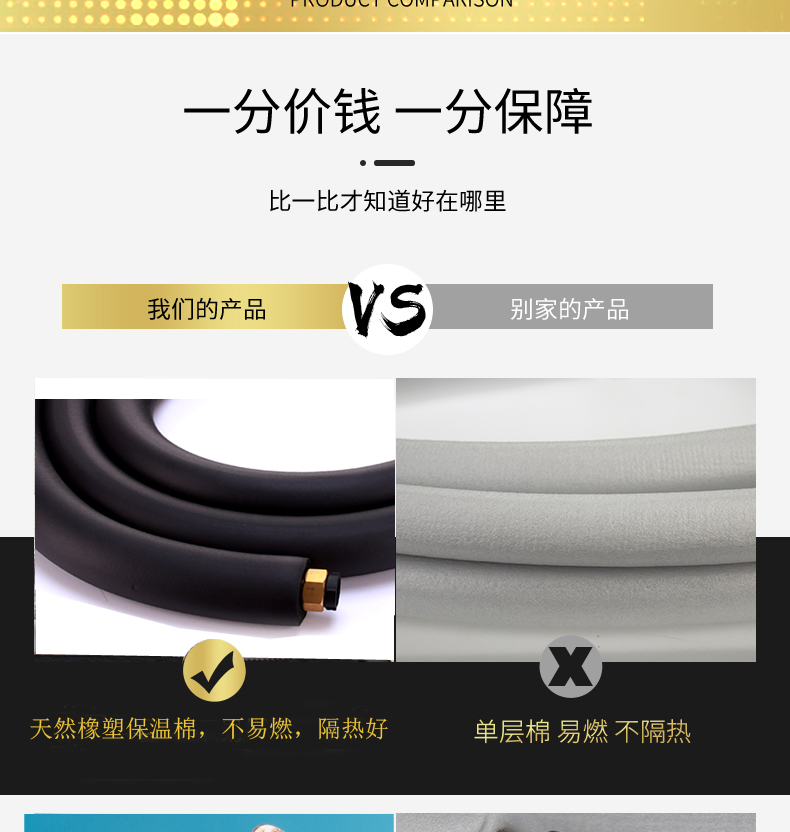 PRODUCT COMPARISON
一分价钱 一分保障
比一比才知道好在哪里
我们的产品
VS
别家的产品
天然橡塑保温棉，不易燃，隔热好
单层棉 易燃 不隔热